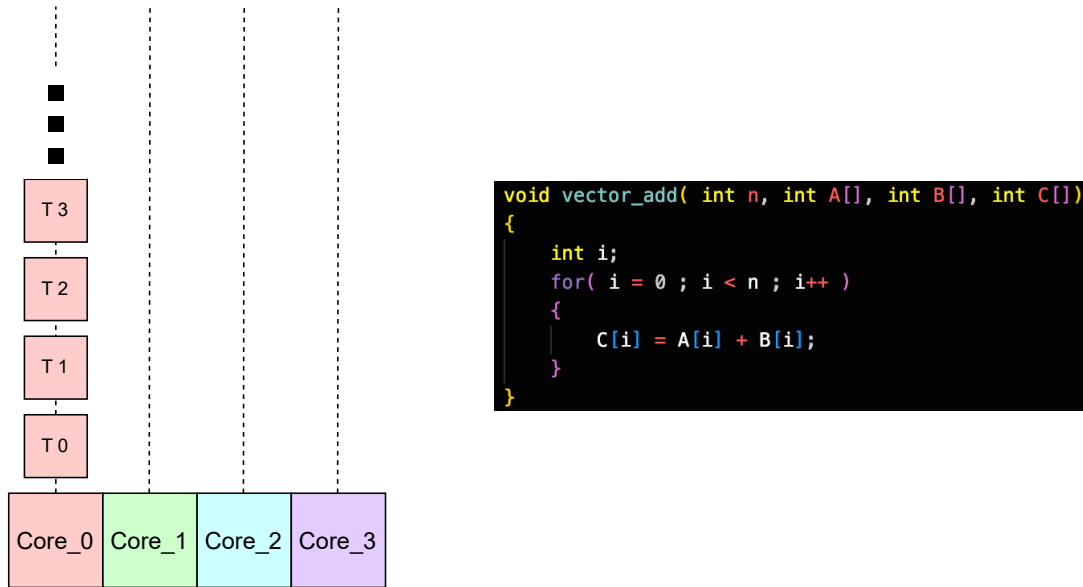 T 3
T 2
T 1
T 0
Core_0
Core_1
Core_2
Core_3
void vector_add( int n, int A[], int B[], int C[])
{
    int i;
    for( i = 0 ; i < n ; i++ )
    {
        C[i] = A[i] + B[i];
    }
}